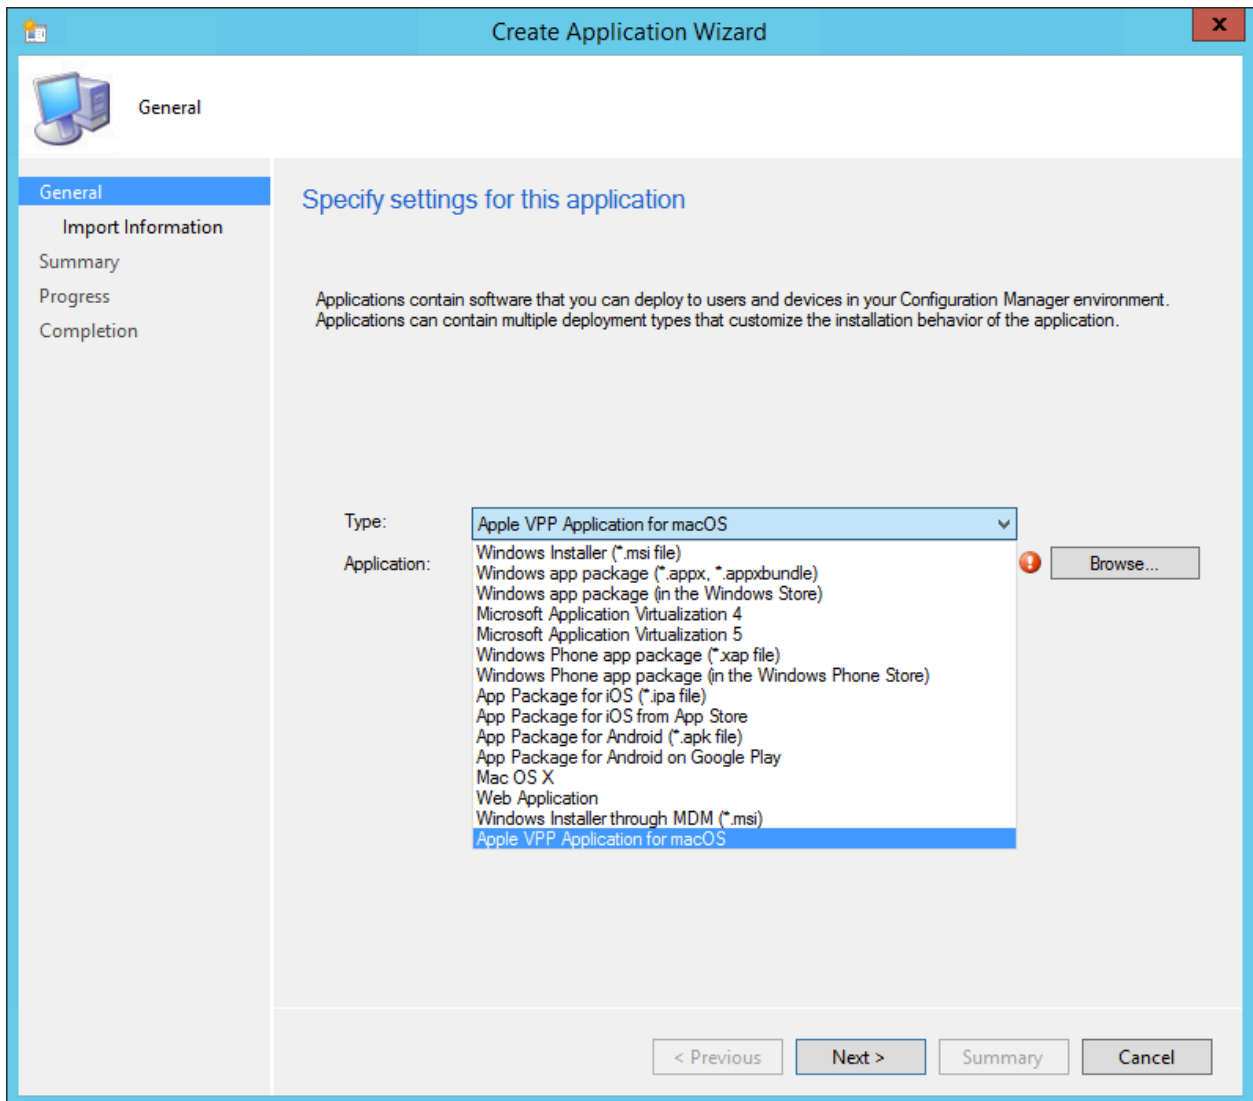 Create Application Wizard
x
General
General
Import Information
Summary
Progress
Completion
Specify settings for this application
Applications contain software that you can deploy to users and devices in your Configuration Manager environment.
Applications can contain multiple deployment types that customize the installation behavior of the application.
Type:
Apple VPP Application for macOS
Application:
Browse...
Windows Installer (*.msi file)
Windows app package (*.appx, *.appxbundle)
Windows app package (in the Windows Store)
Microsoft Application Virtualization 4
Microsoft Application Virtualization 5
Windows Phone app package (*.xap file)
Windows Phone app package (in the Windows Phone Store)
App Package for iOS (*.ipa file)
App Package for iOS from App Store
App Package for Android (*.apk file)
App Package for Android on Google Play
Mac OS X
Web Application
Windows Installer through MDM (*.msi)
Apple VPP Application for macOS
< Previous
Next >
Summary
Cancel